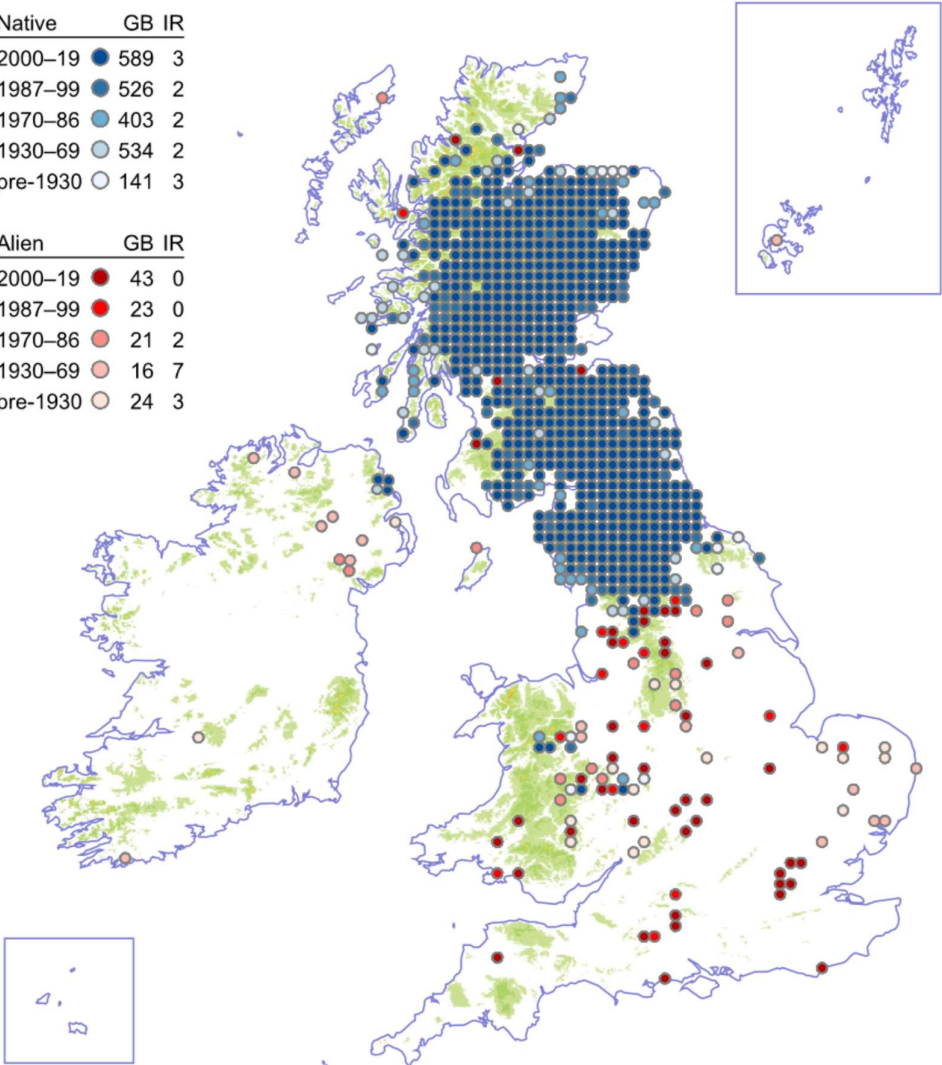 Native GB IR
2000–19 589 3
1987–99 526 2
1970–86 403 2
1930–69 534 2
pre-1930 141 3
Alien GB IR
2000–19 43 0
1987–99 23 0
1970–86 21 2
1930–69 16 7
pre-1930 24 3